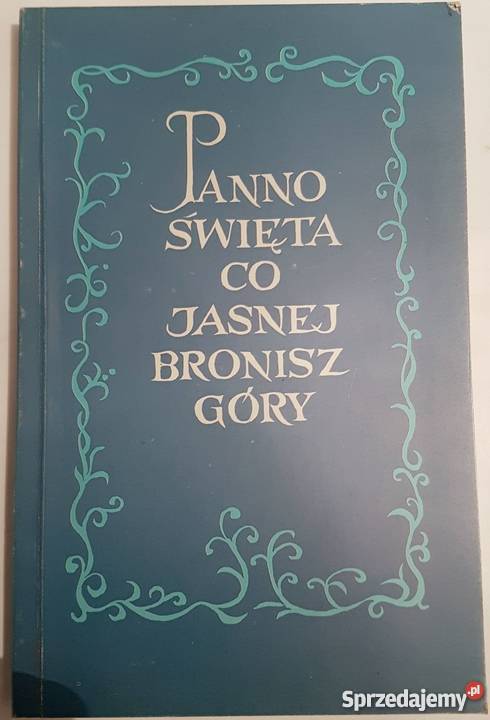 PANNO
ŚWIĘTA
CO
JASNEJ
BRONISZ
GÓRY
Sprzedajemy.pl